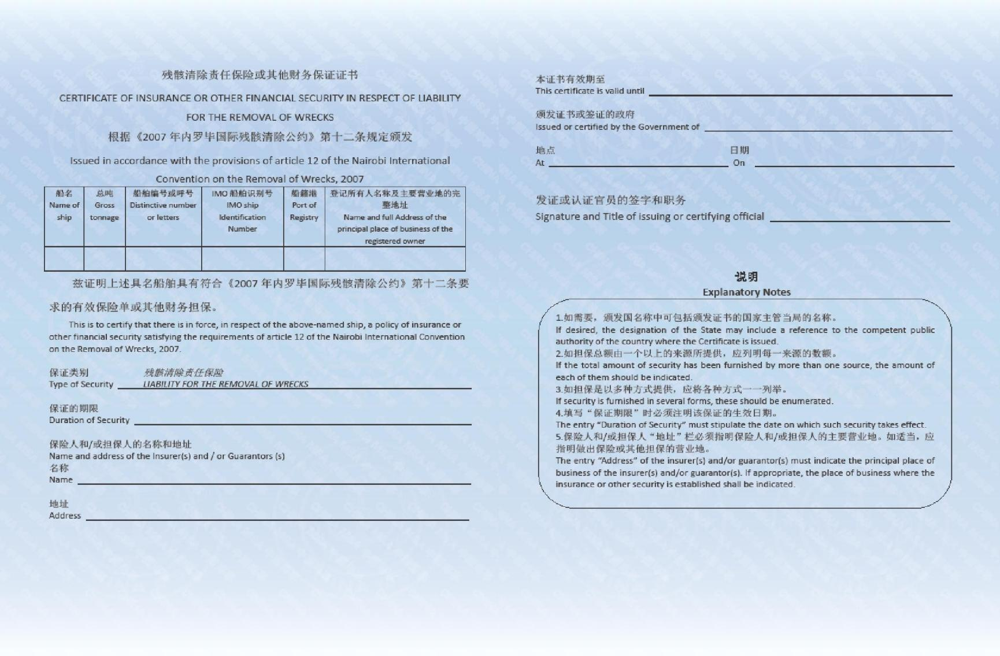 残骸清除责任保险或其他财务保证证书
CERTIFICATE OF INSURANCE OR OTHER FINANCIAL SECURITY IN RESPECT OF LIABILITY
FOR THE REMOVAL OF WRECKS
根据《2007 年内罗毕国际残骸清除公约》第十二条规定颁发
Issued in accordance with the provisions of article 12 of the Nairobi International
Convention on the Removal of Wrecks, 2007
船名
Name of
ship
总吨
Gross
tonnage
船舶编号或呼号
Distinctive number
or letters
IMO 船舶识别号
IMO ship
Identification
Number
船籍港
Port of
Registry
登记所有人名称及主要营业地的完
整地址
Name and full Address of the
principal place of business of the
registered owner
兹证明上述具名船舶具有符合《2007 年内罗毕国际残骸清除公约》第十二条要
求的有效保险单或其他财务担保。
This is to certify that there is in force, in respect of the above-named ship, a policy of insurance or
other financial security satisfying the requirements of article 12 of the Nairobi International Convention
on the Removal of Wrecks, 2007.
保证类别 残骸清除责任保险
Type of Security LIABILITY FOR THE REMOVAL OF WRECKS
保证的期限
Duration of Security
保险人和/或担保人的名称和地址
Name and address of the Insurer(s) and / or Guarantors (s)
名称
Name
地址
Address
本证书有效期至
This certificate is valid until
颁发证书或签证的政府
Issued or certified by the Government of
地点 日期
At On
发证或认证官员的签字和职务
Signature and Title of issuing or certifying official
说明
Explanatory Notes
1.如需要，颁发国名称中可包括颁发证书的国家主管当局的名称。
If desired, the designation of the State may include a reference to the competent public
authority of the country where the Certificate is issued.
2.如担保总额由一个以上的来源所提供，应列明每一来源的数额。
If the total amount of security has been furnished by more than one source, the amount of
each of them should be indicated.
3.如担保是以多种方式提供，应将各种方式一一列举。
If security is furnished in several forms, these should be enumerated.
4.填写“保证期限”时必须注明该保证的生效日期。
The entry “Duration of Security” must stipulate the date on which such security takes effect.
5.保险人和/或担保人“地址”栏必须指明保险人和/或担保人的主要营业地。如适当，应
指明做出保险或其他担保的营业地。
The entry “Address” of the insurer(s) and/or guarantor(s) must indicate the principal place of
business of the insurer(s) and/or guarantor(s). If appropriate, the place of business where the
insurance or other security is established shall be indicated.